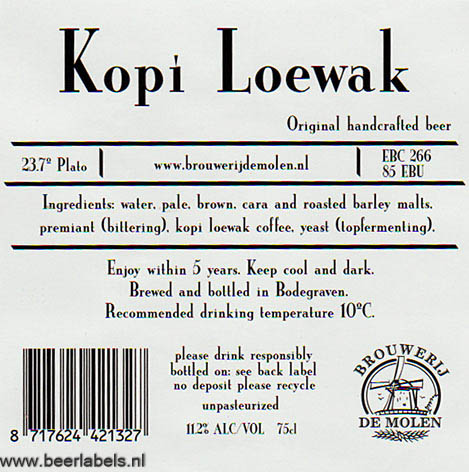 Kopi Loewak
Original handcrafted beer
23.7º Plato
www.brouwerijdemolen.nl
EBC 266
85 EBU
Ingredients: water, pale, brown, cara and roasted barley malts,
premiant (bittering), kopi loewak coffee, yeast (topfermenting).
Enjoy within 5 years. Keep cool and dark.
Brewed and bottled in Bodegraven.
Recommended drinking temperature 10ºC.
please drink responsibly
bottled on: see back label
no deposit please recycle
unpasteurized
11.2% ALC/VOL 75cl
8 717624 421327
BROUWERIJ
DE MOLEN
www.beerlabels.nl